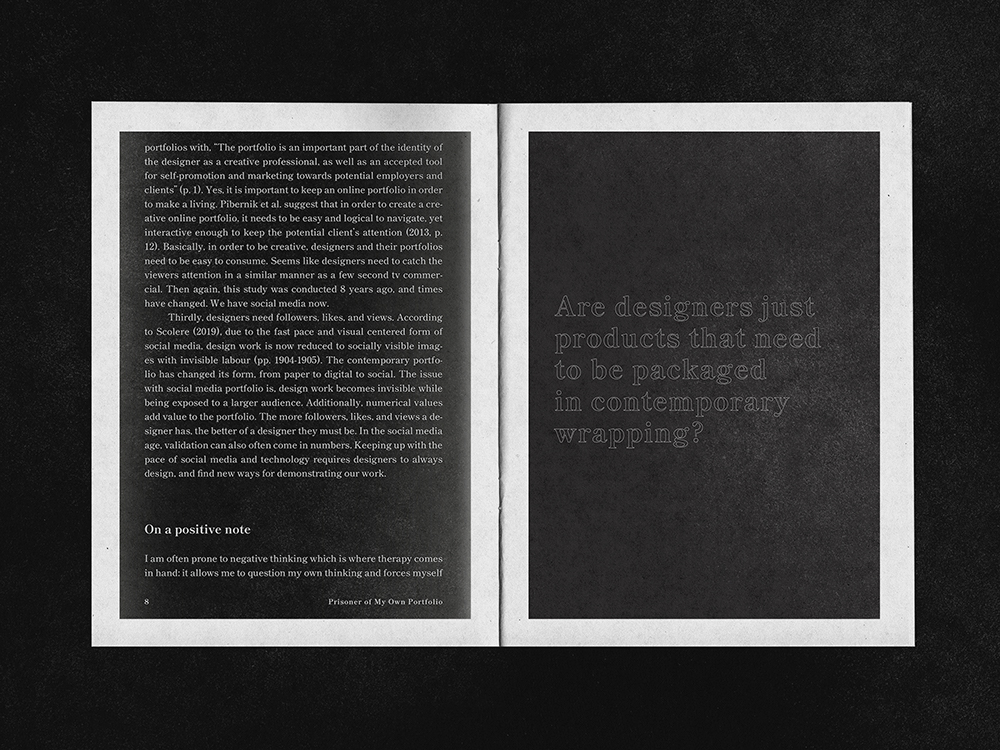 portfolios with, "The portfolio is an important part of the identity of
the designer as a creative professional, as well as an accepted tool
for self-promotion and marketing towards potential employers and
clients" (p. 1). Yes, it is important to keep an online portfolio in order
to make a living. Pibernik et al. suggest that in order to create a cre-
ative online portfolio, it needs to be easy and logical to navigate, yet
interactive enough to keep the potential client's attention (2013, p.
12). Basically, in order to be creative, designers and their portfolios
need to be easy to consume. Seems like designers need to catch the
viewers attention in a similar manner as a few second tv commer-
cial. Then again, this study was conducted 8 years ago, and times
have changed. We have social media now.
Thirdly, designers need followers, likes, and views. According
to Scolere (2019), due to the fast pace and visual centered form of
social media, design work is now reduced to socially visible imag-
es with invisible labour (pp. 1904-1905). The contemporary portfo-
lio has changed its form, from paper to digital to social. The issue
with social media portfolio is, design work becomes invisible while
being exposed to a larger audience. Additionally, numerical values
add value to the portfolio. The more followers, likes, and views a de-
signer has, the better of a designer they must be. In the social media
age, validation can also often come in numbers. Keeping up with the
pace of social media and technology requires designers to always
design, and find new ways for demonstrating our work.
On a positive note
I am often prone to negative thinking which is where therapy comes
in hand: it allows me to question my own thinking and forces myself
8 Prisoner of My Own Portfolio
Are designers just
products that need
to be packaged
in contemporary
wrapping?